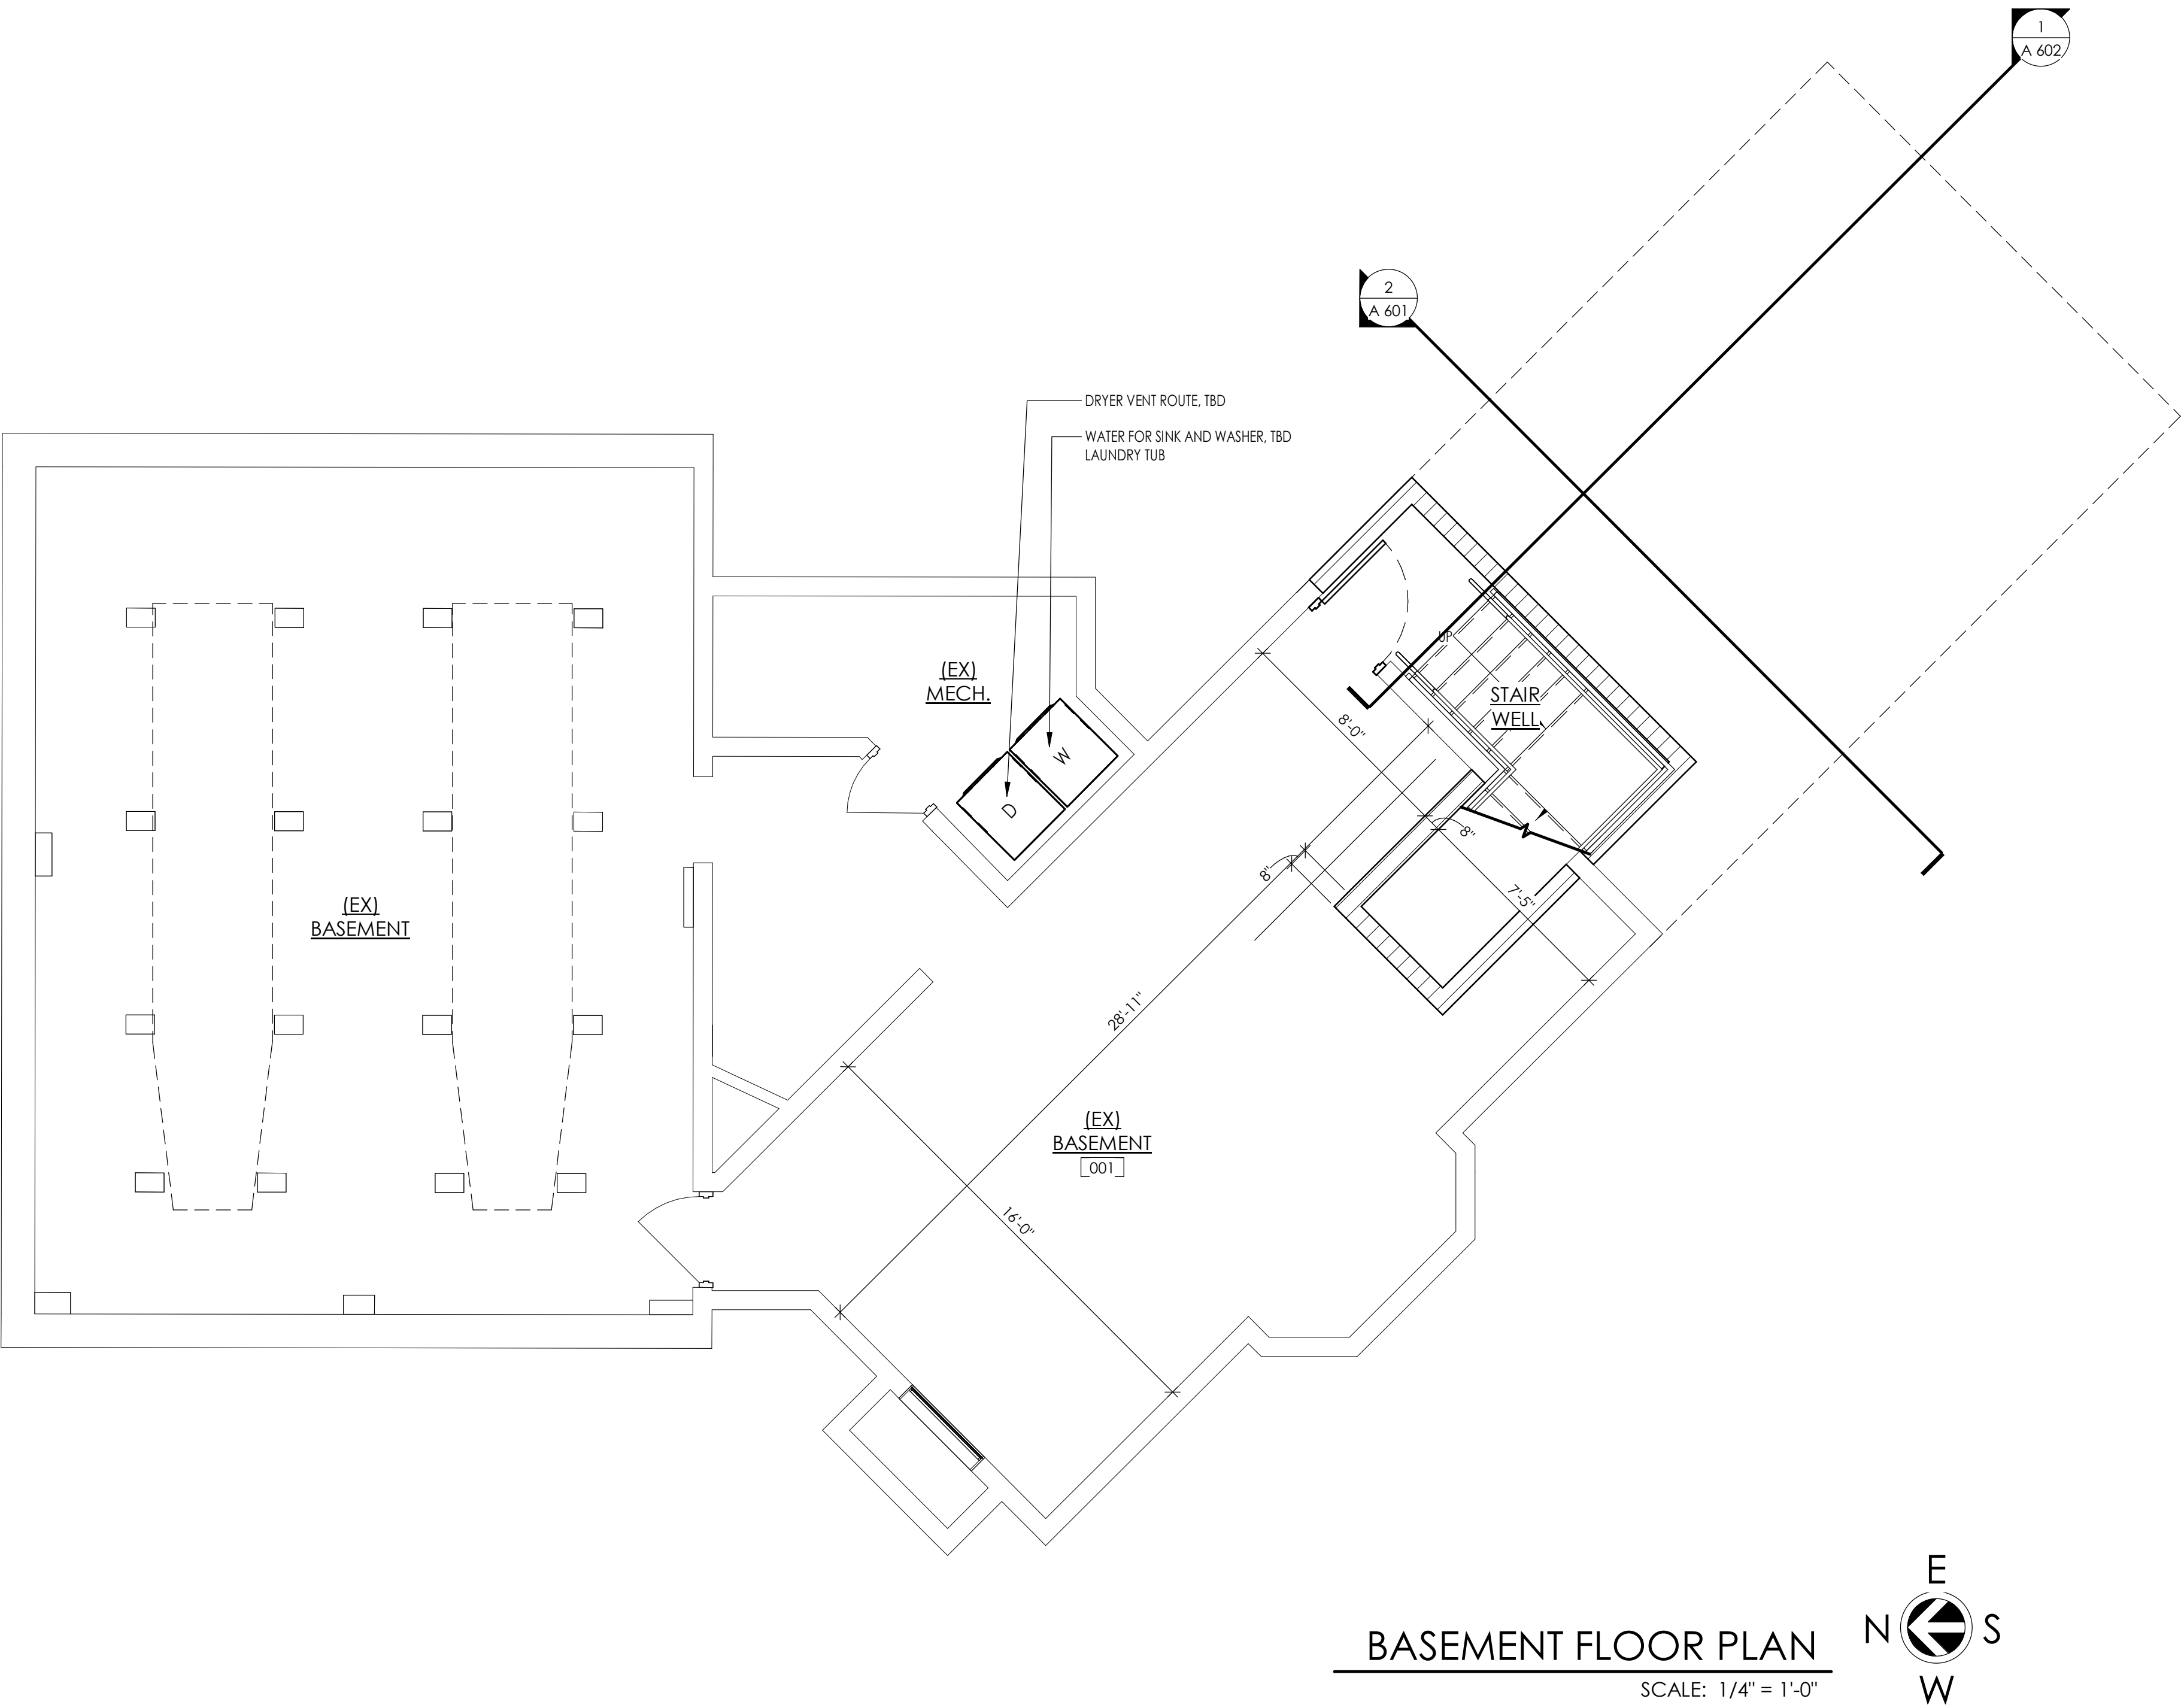 1
A 602
2
A 601
DRYER VENT ROUTE, TBD
WATER FOR SINK AND WASHER, TBD
LAUNDRY TUB
UP
(EX)
MECH.
STAIR
WELL
8'-0"
W
D
8"
8"
7'-5"
(EX)
BASEMENT
28'-11"
(EX)
BASEMENT
001
16'-0"
E
N
S
W
BASEMENT FLOOR PLAN
SCALE: 1/4" = 1'-0"